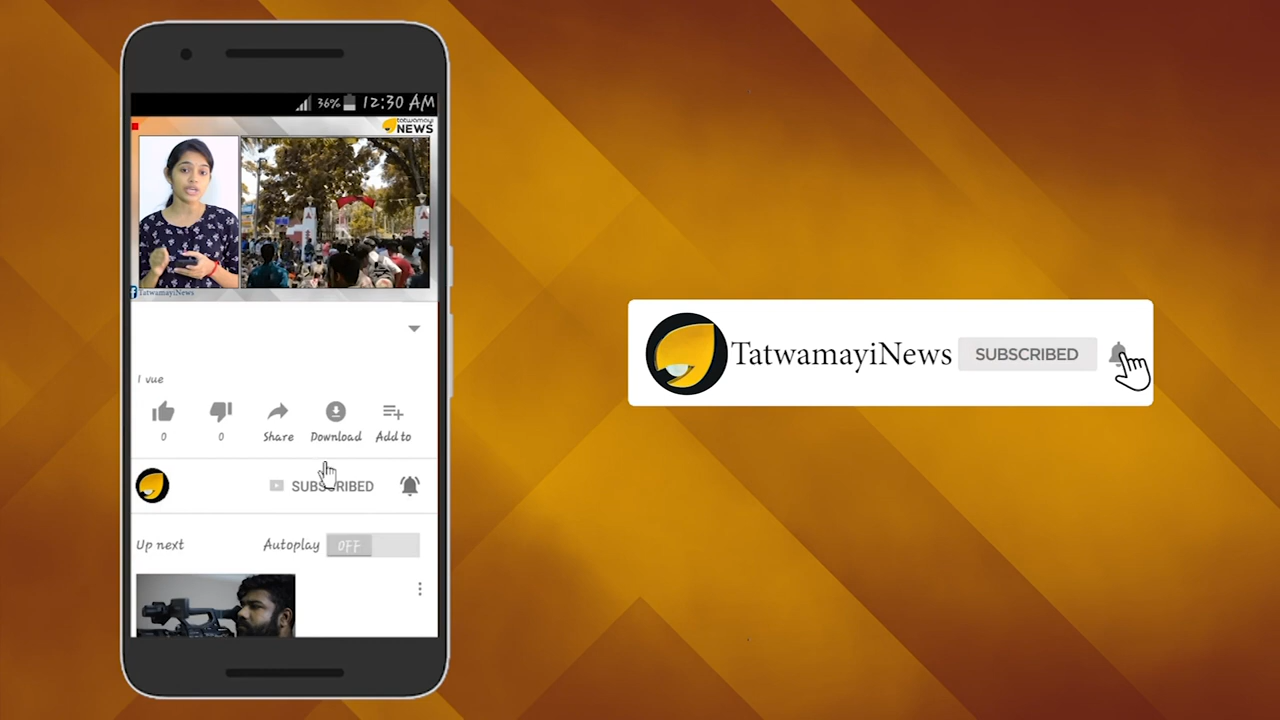 36%
12:30 AM
tatwamayi
NEWS
TatwamayiNews
1 vue
0
0
Share
Download
Add to
SUBSCRIBED
Up next
Autoplay
OFF
TatwamayiNews
SUBSCRIBED